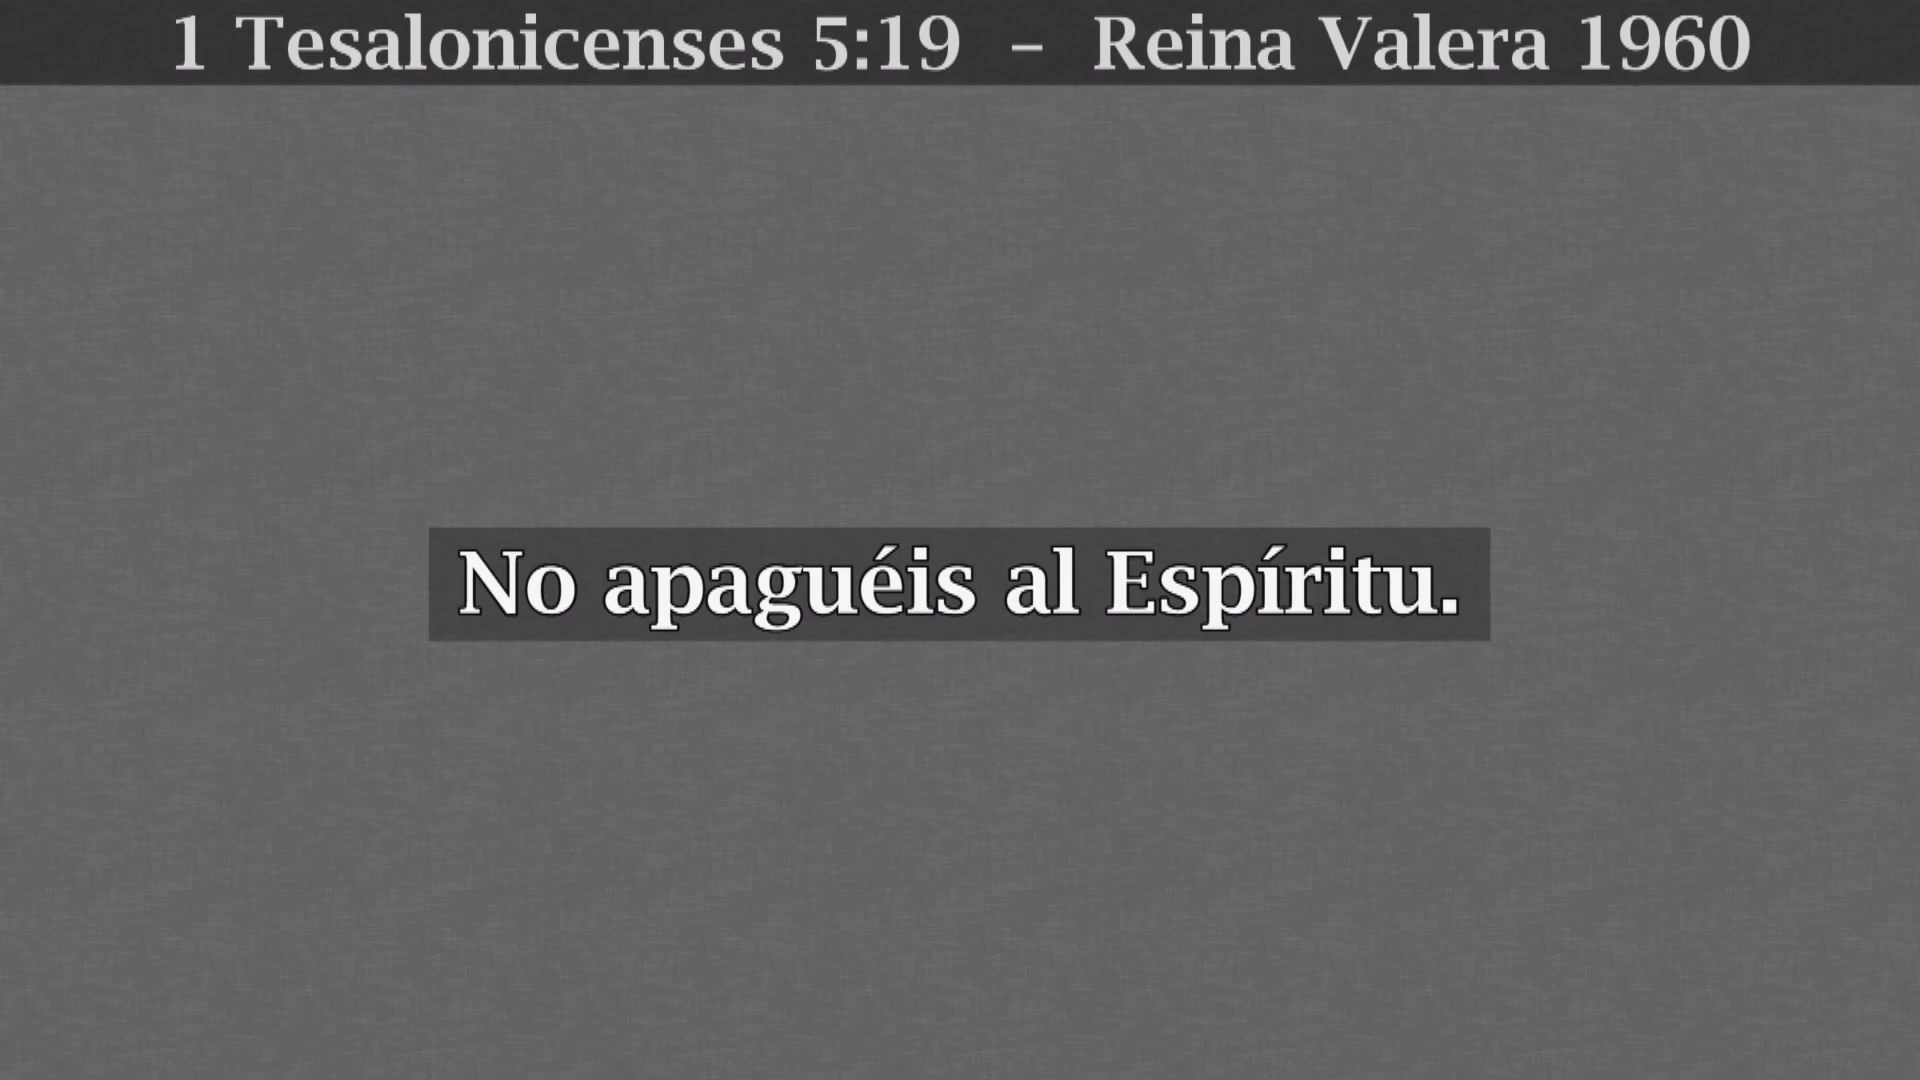 1 Tesalonicenses 5:19 – Reina Valera 1960
No apaguéis al Espíritu.